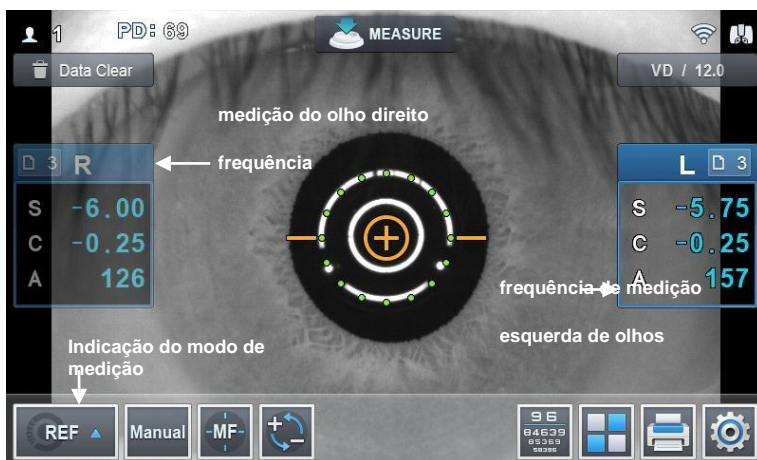 1 PD: 69 MEASURE
Data Clear VD / 12.0
medição do olho direito
frequência
3 R
L 3
S -6.00
C -0.25
A 126
S -5.75
C -0.25
A 157
frequência de medição
esquerda de olhos
Indicação do modo de
medição
REF Manual -MF- + -
96
84639
85369
58396